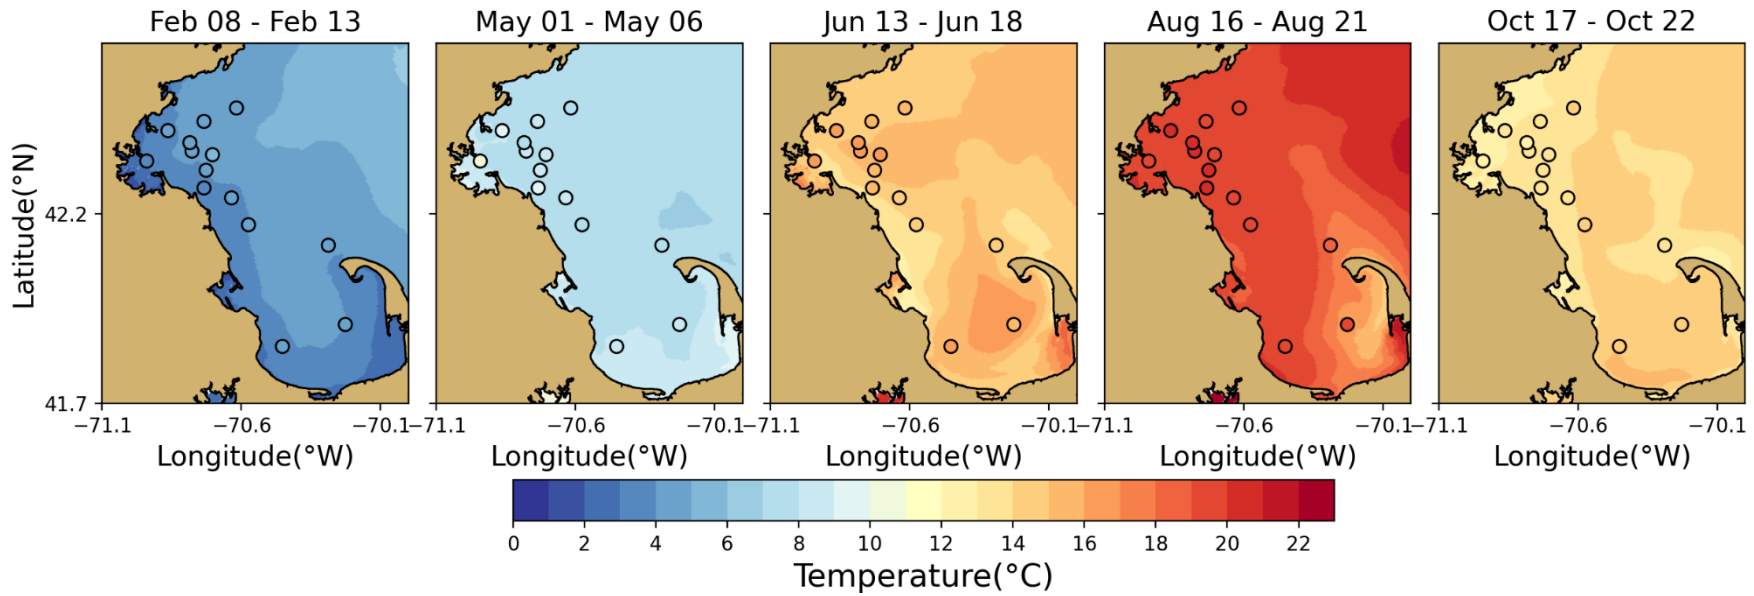 Feb 08 - Feb 13 May 01 - May 06 Jun 13 - Jun 18 Aug 16 - Aug 21 Oct 17 - Oct 22
Latitude(°N)
42.2
41.7
−71.1 −70.6 −70.1 −71.1 −70.6 −70.1 −71.1 −70.6 −70.1 −71.1 −70.6 −70.1 −71.1 −70.6 −70.1
Longitude(°W) Longitude(°W) Longitude(°W) Longitude(°W) Longitude(°W)
0 2 4 6 8 10 12 14 16 18 20 22
Temperature(°C)